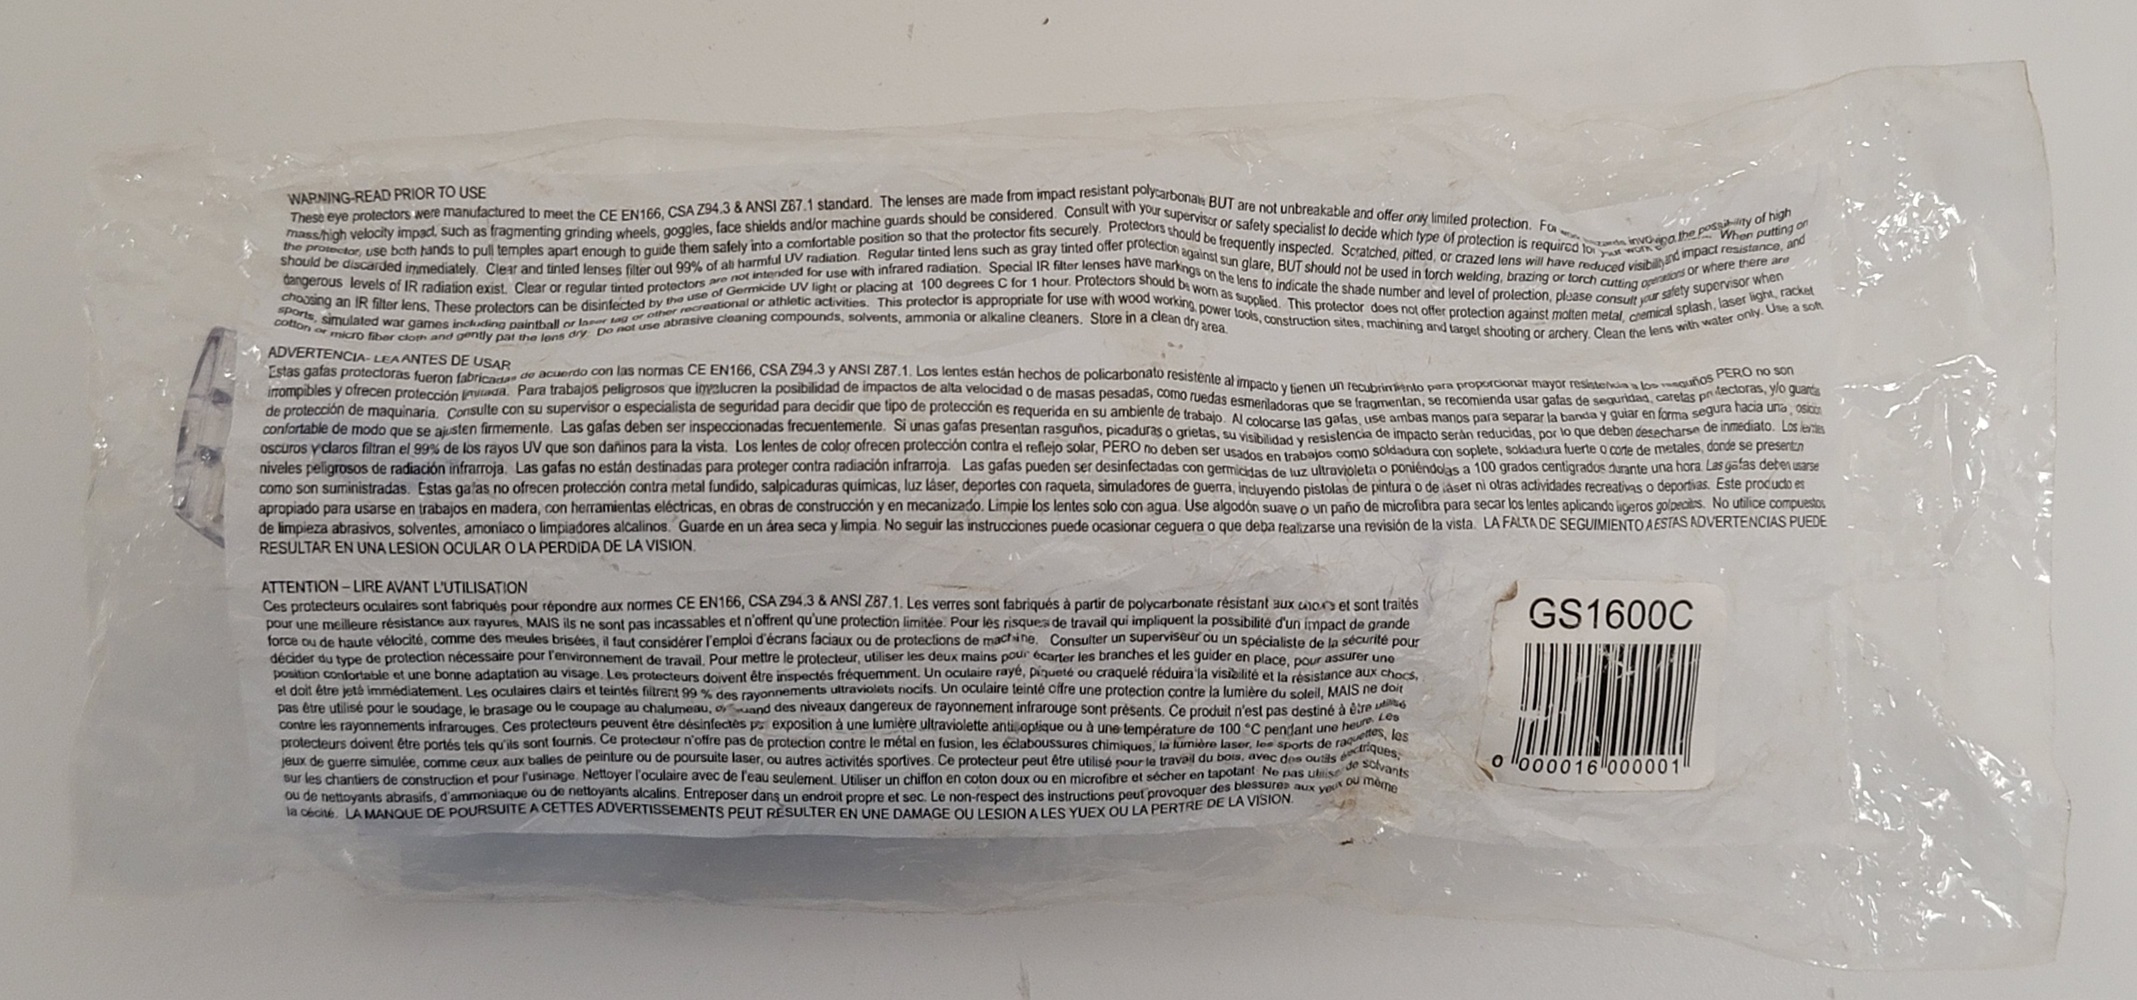 WARNING-READ PRIOR TO USE
These eye protectors were manufactured to meet the CE EN166, CSA Z94.3 & ANSI Z87.1 standard. The lenses are made from impact resistant polycarbonate BUT are not unbreakable and offer only limited protection. For involving the possibility of high
mass/high velocity impact, such as fragmenting grinding wheels, goggles, face shields and/or machine guards should be considered. Consult with your supervisor or safety specialist to decide which type of protection is required for your work When putting on
the protector, use both hands to pull temples apart enough to guide them safely into a comfortable position so that the protector fits securely. Protectors should be frequently inspected. Scratched, pitted, or crazed lens will have reduced visibility and impact resistance, and
should be discarded immediately. Clear and tinted lenses filter out 99% of all harmful UV radiation. Regular tinted lens such as gray tinted offer protection against sun glare, BUT should not be used in torch welding, brazing or torch cutting operations or where there are
dangerous levels of IR radiation exist. Clear or regular tinted protectors are not intended for use with infrared radiation. Special IR filter lenses have markings on the lens to indicate the shade number and level of protection, please consult your safety supervisor when
choosing an IR filter lens. These protectors can be disinfected by the use of Germicide UV light or placing at 100 degrees C for 1 hour. Protectors should be worn as supplied. This protector does not offer protection against molten metal, chemical splash, laser light, racket
sports, simulated war games including paintball or laser tag or other recreational or athletic activities. This protector is appropriate for use with wood working, power tools, construction sites, machining and target shooting or archery. Clean the lens with water only. Use a soft
cotton or micro fiber cloth and gently pat the lens dry. Do not use abrasive cleaning compounds, solvents, ammonia or alkaline cleaners. Store in a clean dry area.
ADVERTENCIA- LEA ANTES DE USAR
Estas gafas protectoras fueron fabricadas de acuerdo con las normas CE EN166, CSA Z94.3 y ANSI Z87.1. Los lentes están hechos de policarbonato resistente al impacto y tienen un recubrimiento para proporcionar mayor resistencia a los rasguños PERO no son
irrompibles y ofrecen protección limitada. Para trabajos peligrosos que involucren la posibilidad de impactos de alta velocidad o de masas pesadas, como ruedas esmeriladoras que se fragmentan, se recomienda usar gafas de seguridad, caretas protectoras, y/o guardas
de protección de maquinaria. Consulte con su supervisor o especialista de seguridad para decidir que tipo de protección es requerida en su ambiente de trabajo. Al colocarse las gafas, use ambas manos para separar la banda y guiar en forma segura hacia una
confortable de modo que se ajusten firmemente. Las gafas deben ser inspeccionadas frecuentemente. Si unas gafas presentan rasguños, picaduras o grietas, su visibilidad y resistencia de impacto serán reducidas, por lo que deben desecharse de inmediato. Los lentes
oscuros y claros filtran el 99% de los rayos UV que son dañinos para la vista. Los lentes de color ofrecen protección contra el reflejo solar, PERO no deben ser usados en trabajos como soldadura con soplete, soldadura fuerte o corte de metales, donde se presenten
niveles peligrosos de radiación infrarroja. Las gafas no están destinadas para proteger contra radiación infrarroja. Las gafas pueden ser desinfectadas con germicidas de luz ultravioleta o poniéndolas a 100 grados centigrados durante una hora. Las gafas deben usarse
como son suministradas. Estas gafas no ofrecen protección contra metal fundido, salpicaduras químicas, luz láser, deportes con raqueta, simuladores de guerra, incluyendo pistolas de pintura o de láser ni otras actividades recreativas o deportivas. Este producto es
apropiado para usarse en trabajos en madera, con herramientas eléctricas, en obras de construcción y en mecanizado. Limpie los lentes solo con agua. Use algodón suave o un paño de microfibra para secar los lentes aplicando ligeros golpecitos. No utilice compuestos
de limpieza abrasivos, solventes, amoniaco o limpiadores alcalinos. Guarde en un área seca y limpia. No seguir las instrucciones puede ocasionar ceguera o que deba realizarse una revisión de la vista. LA FALTA DE SEGUIMIENTO A ESTAS ADVERTENCIAS PUEDE
RESULTAR EN UNA LESION OCULAR O LA PERDIDA DE LA VISION.
ATTENTION – LIRE AVANT L'UTILISATION
Ces protecteurs oculaires sont fabriqués pour répondre aux normes CE EN166, CSA Z94.3 & ANSI Z87.1. Les verres sont fabriqués à partir de polycarbonate résistant aux chocs et sont traités
pour une meilleure résistance aux rayures, MAIS ils ne sont pas incassables et n'offrent qu'une protection limitée. Pour les risques de travail qui impliquent la possibilité d'un impact de grande
force ou de haute vélocité, comme des meules brisées, il faut considérer l'emploi d'écrans faciaux ou de protections de machine. Consulter un superviseur ou un spécialiste de la sécurité pour
décider du type de protection nécessaire pour l'environnement de travail. Pour mettre le protecteur, utiliser les deux mains pour écarter les branches et les guider en place, pour assurer une
position confortable et une bonne adaptation au visage. Les protecteurs doivent être inspectés fréquemment. Un oculaire rayé, piqueté ou craquelé réduira la visibilité et la résistance aux chocs,
et doit être jeté immédiatement. Les oculaires clairs et teintés filtrent 99 % des rayonnements ultraviolets nocifs. Un oculaire teinté offre une protection contre la lumière du soleil, MAIS ne doit
pas être utilisé pour le soudage, le brasage ou le coupage au chalumeau, ou quand des niveaux dangereux de rayonnement infrarouge sont présents. Ce produit n'est pas destiné à être utilisé
contre les rayonnements infrarouges. Ces protecteurs peuvent être désinfectés par exposition à une lumière ultraviolette antiseptique ou à une température de 100 °C pendant une heure. Les
protecteurs doivent être portés tels qu'ils sont fournis. Ce protecteur n'offre pas de protection contre le métal en fusion, les éclaboussures chimiques, la lumière laser, les sports de raquettes, les
jeux de guerre simulée, comme ceux aux balles de peinture ou de poursuite laser, ou autres activités sportives. Ce protecteur peut être utilisé pour le travail du bois, avec des outils électriques,
sur les chantiers de construction et pour l'usinage. Nettoyer l'oculaire avec de l'eau seulement. Utiliser un chiffon en coton doux ou en microfibre et sécher en tapotant. Ne pas utiliser de solvants
ou de nettoyants abrasifs, d'ammoniaque ou de nettoyants alcalins. Entreposer dans un endroit propre et sec. Le non-respect des instructions peut provoquer des blessures aux yeux ou même
la cécité. LA MANQUE DE POURSUITE A CETTES ADVERTISSEMENTS PEUT RÉSULTER EN UNE DAMAGE OU LESION A LES YUEX OU LA PERTRE DE LA VISION.
GS1600C
0 000016 000001